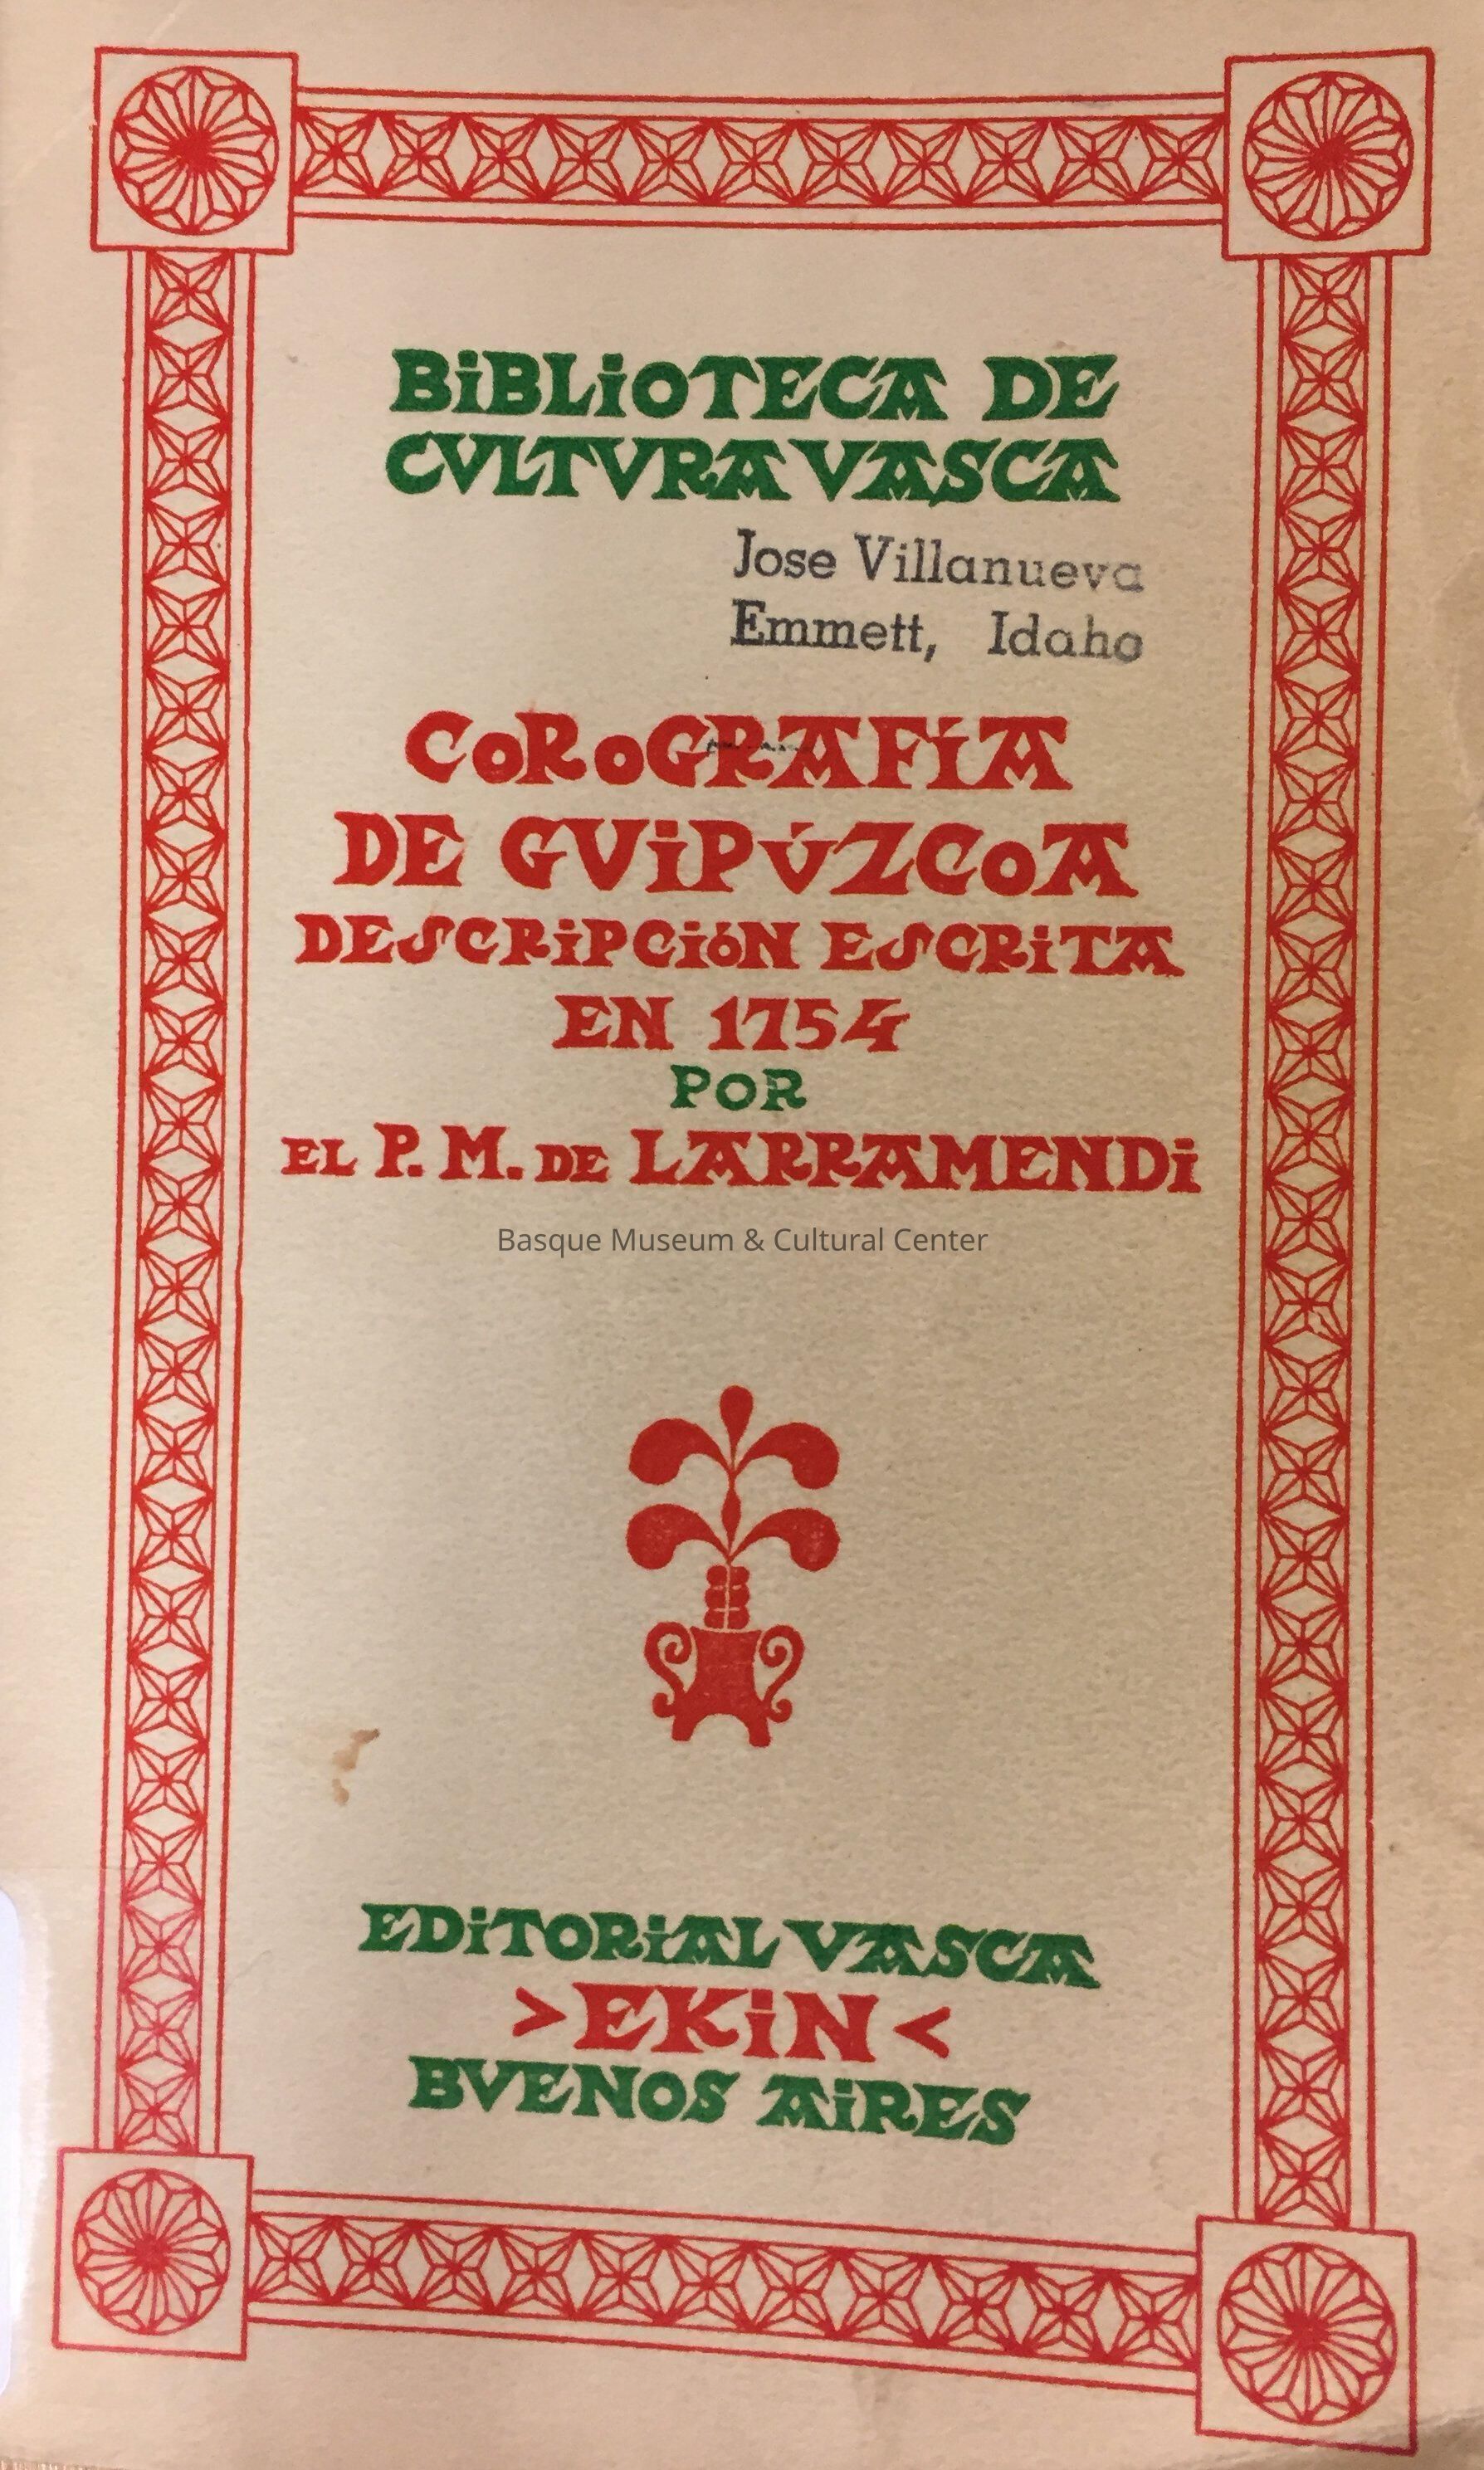 BiBLioTECA DE
CVLTVRA VASCA
Jose Villanueva
Emmett, Idaho
CoRoGRAFÍA
DE GViPÚZCoA
DESCRiPCióN ESCRiTA
EN 1754
POR
EL P. M. DE LARRAMENDi
Basque Museum & Cultural Center
EDiTORiAL VASCA
>EKiN<
BVENOS AiRES